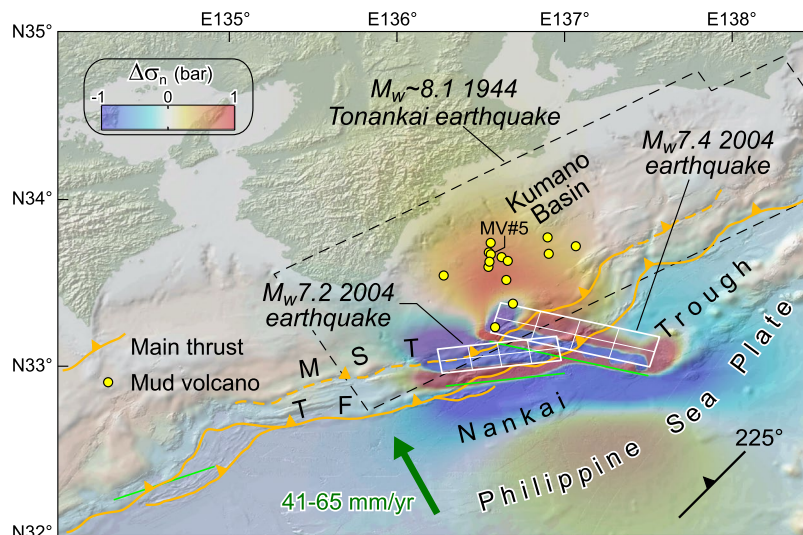 E135° E136° E137° E138°
N35°
Δσn (bar)
-1 0 1
Mw~8.1 1944
Tonankai earthquake
Mw7.4 2004
earthquake
N34°
Kumano
Basin
MV#5
Mw7.2 2004
earthquake
Trough
N33°
Main thrust
Mud volcano
MST
TF
Nankai
Philippine Sea Plate
225°
41-65 mm/yr
N32°